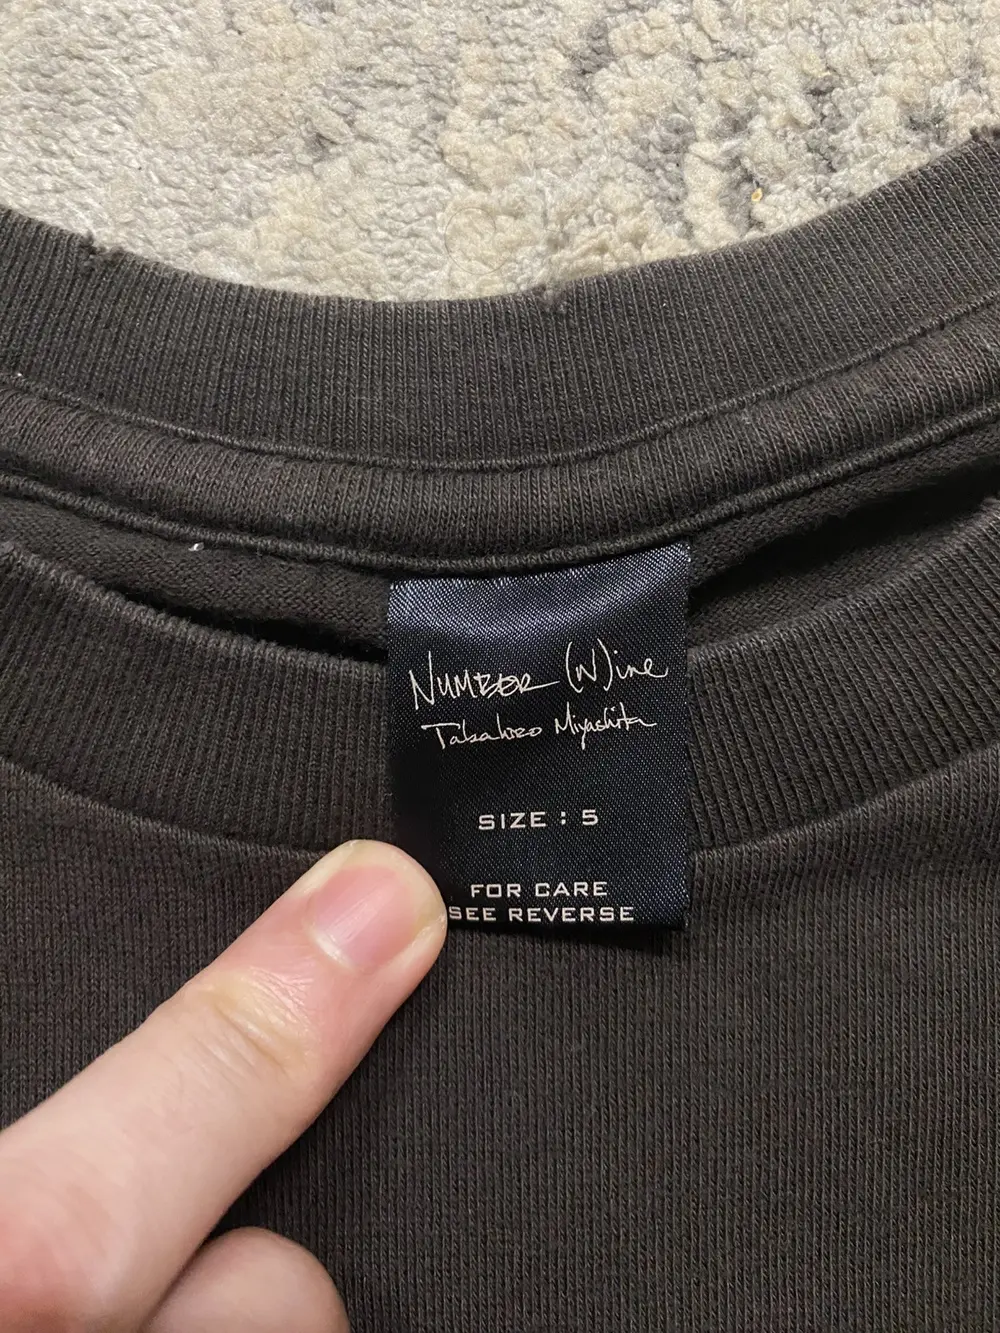 NUMBER (N)ine
Takahiro Miyashita
SIZE : 5
FOR CARE
SEE REVERSE